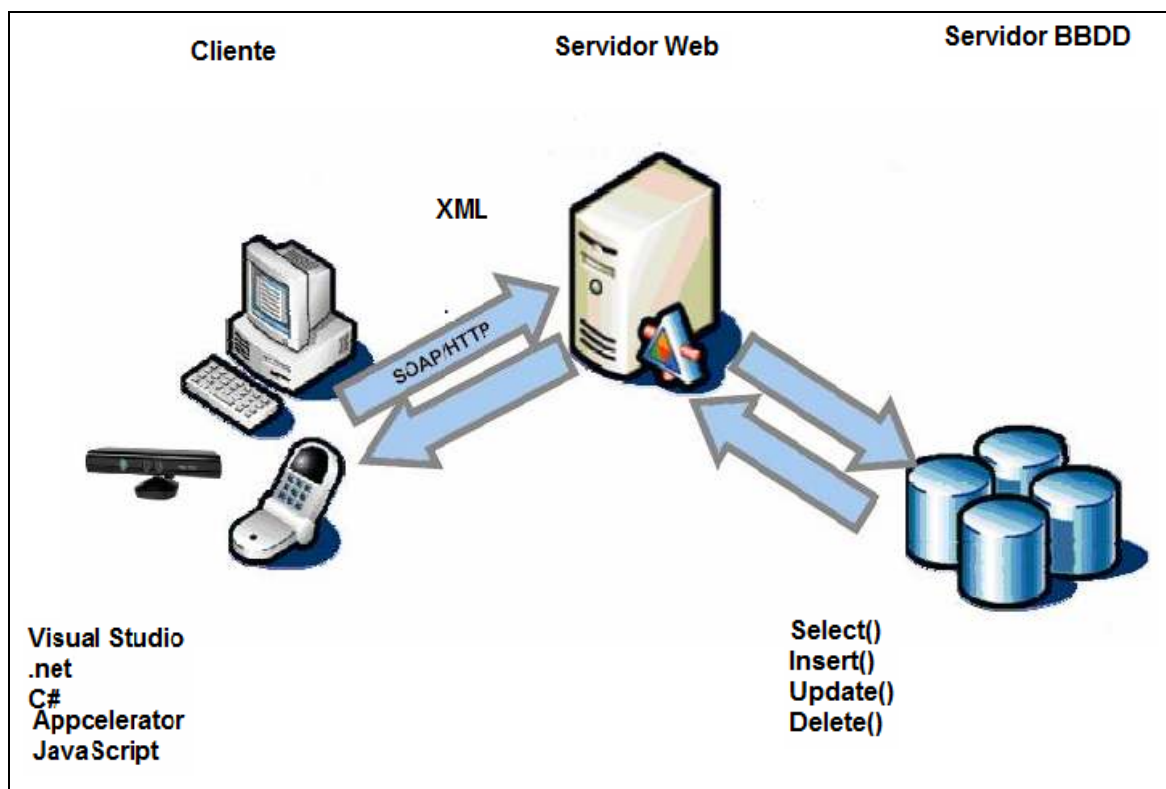 Cliente
Servidor Web
Servidor BBDD
XML
SOAP/HTTP
Visual Studio
.net
C#
Appcelerator
JavaScript
Select()
Insert()
Update()
Delete()